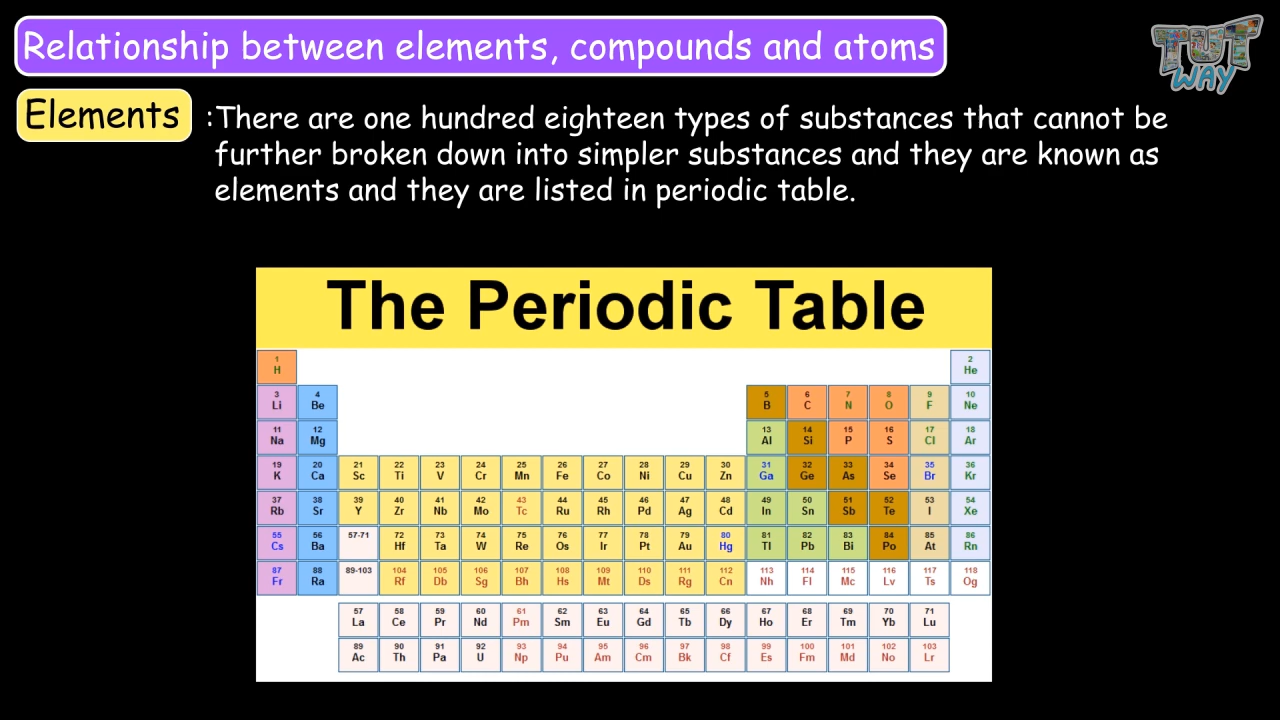 Relationship between elements, compounds and atoms
TUT
WAY
Elements :There are one hundred eighteen types of substances that cannot be
further broken down into simpler substances and they are known as
elements and they are listed in periodic table.
The Periodic Table
1 2
H He
3 4 5 6 7 8 9 10
Li Be B C N O F Ne
11 12 13 14 15 16 17 18
Na Mg Al Si P S Cl Ar
19 20 21 22 23 24 25 26 27 28 29 30 31 32 33 34 35 36
K Ca Sc Ti V Cr Mn Fe Co Ni Cu Zn Ga Ge As Se Br Kr
37 38 39 40 41 42 43 44 45 46 47 48 49 50 51 52 53 54
Rb Sr Y Zr Nb Mo Tc Ru Rh Pd Ag Cd In Sn Sb Te I Xe
55 56 57-71 72 73 74 75 76 77 78 79 80 81 82 83 84 85 86
Cs Ba Hf Ta W Re Os Ir Pt Au Hg Tl Pb Bi Po At Rn
87 88 89-103 104 105 106 107 108 109 110 111 112 113 114 115 116 117 118
Fr Ra Rf Db Sg Bh Hs Mt Ds Rg Cn Nh Fl Mc Lv Ts Og
57 58 59 60 61 62 63 64 65 66 67 68 69 70 71
La Ce Pr Nd Pm Sm Eu Gd Tb Dy Ho Er Tm Yb Lu
89 90 91 92 93 94 95 96 97 98 99 100 101 102 103
Ac Th Pa U Np Pu Am Cm Bk Cf Es Fm Md No Lr